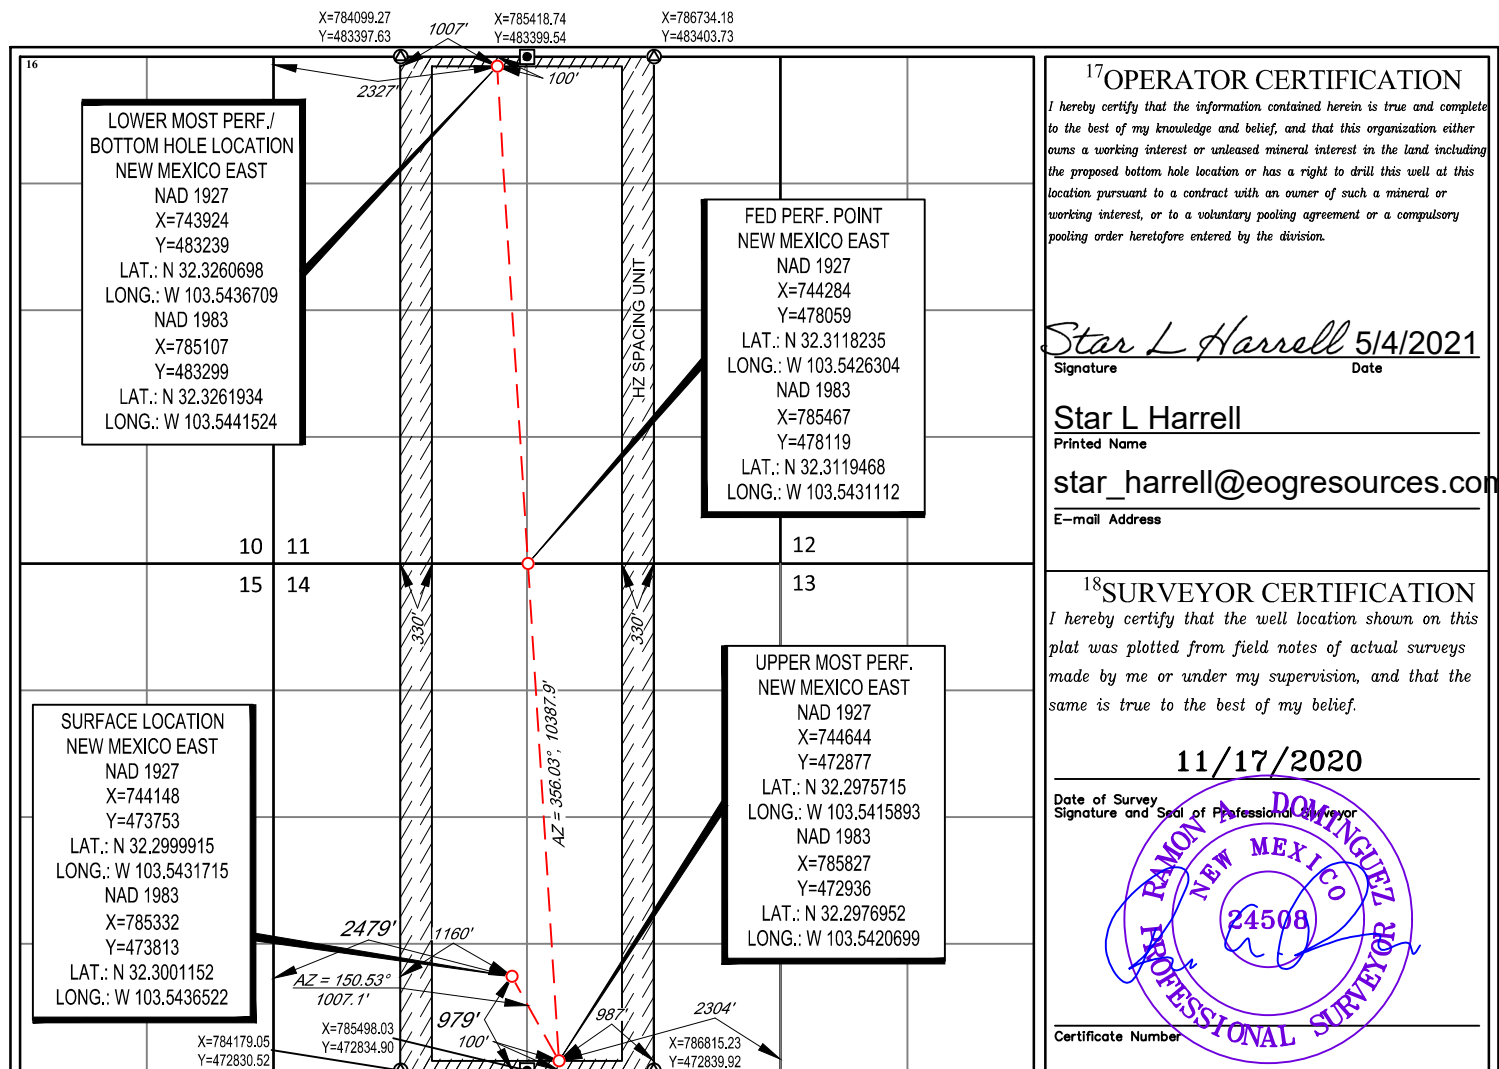 X=784099.27
Y=483397.63
1007'
X=785418.74
Y=483399.54
X=786734.18
Y=483403.73
16
2327'
100'
LOWER MOST PERF./
BOTTOM HOLE LOCATION
NEW MEXICO EAST
NAD 1927
X=743924
Y=483239
LAT.: N 32.3260698
LONG.: W 103.5436709
NAD 1983
X=785107
Y=483299
LAT.: N 32.3261934
LONG.: W 103.5441524
HZ SPACING UNIT
FED PERF. POINT
NEW MEXICO EAST
NAD 1927
X=744284
Y=478059
LAT.: N 32.3118235
LONG.: W 103.5426304
NAD 1983
X=785467
Y=478119
LAT.: N 32.3119468
LONG.: W 103.5431112
10 11
12
15 14
13
330'
330'
AZ = 356.03°, 10387.9'
UPPER MOST PERF.
NEW MEXICO EAST
NAD 1927
X=744644
Y=472877
LAT.: N 32.2975715
LONG.: W 103.5415893
NAD 1983
X=785827
Y=472936
LAT.: N 32.2976952
LONG.: W 103.5420699
SURFACE LOCATION
NEW MEXICO EAST
NAD 1927
X=744148
Y=473753
LAT.: N 32.2999915
LONG.: W 103.5431715
NAD 1983
X=785332
Y=473813
LAT.: N 32.3001152
LONG.: W 103.5436522
2479'
1160'
AZ = 150.53°
1007.1'
979'
100'
987'
2304'
X=784179.05
Y=472830.52
X=785498.03
Y=472834.90
X=786815.23
Y=472839.92
17OPERATOR CERTIFICATION
I hereby certify that the information contained herein is true and complete
to the best of my knowledge and belief, and that this organization either
owns a working interest or unleased mineral interest in the land including
the proposed bottom hole location or has a right to drill this well at this
location pursuant to a contract with an owner of such a mineral or
working interest, or to a voluntary pooling agreement or a compulsory
pooling order heretofore entered by the division.
Star L Harrell 5/4/2021
Signature Date
Star L Harrell
Printed Name
star_harrell@eogresources.com
E-mail Address
18SURVEYOR CERTIFICATION
I hereby certify that the well location shown on this
plat was plotted from field notes of actual surveys
made by me or under my supervision, and that the
same is true to the best of my belief.
11/17/2020
Date of Survey
Signature and Seal of Professional Surveyor
RAMON A. DOMINGUEZ
NEW MEXICO
24508
PROFESSIONAL SURVEYOR
Certificate Number